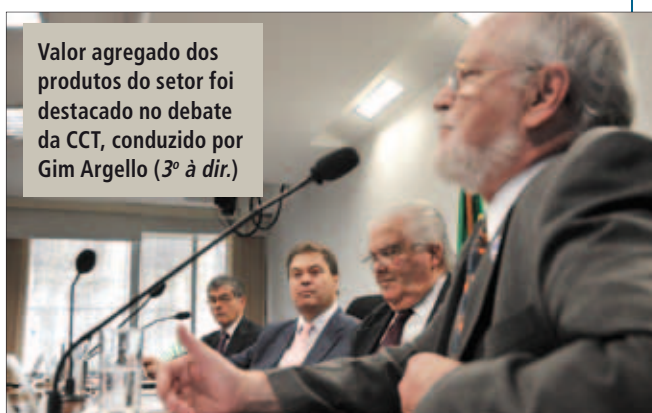 Valor agregado dos
produtos do setor foi
destacado no debate
da CCT, conduzido por
Gim Argello (3º à dir.)